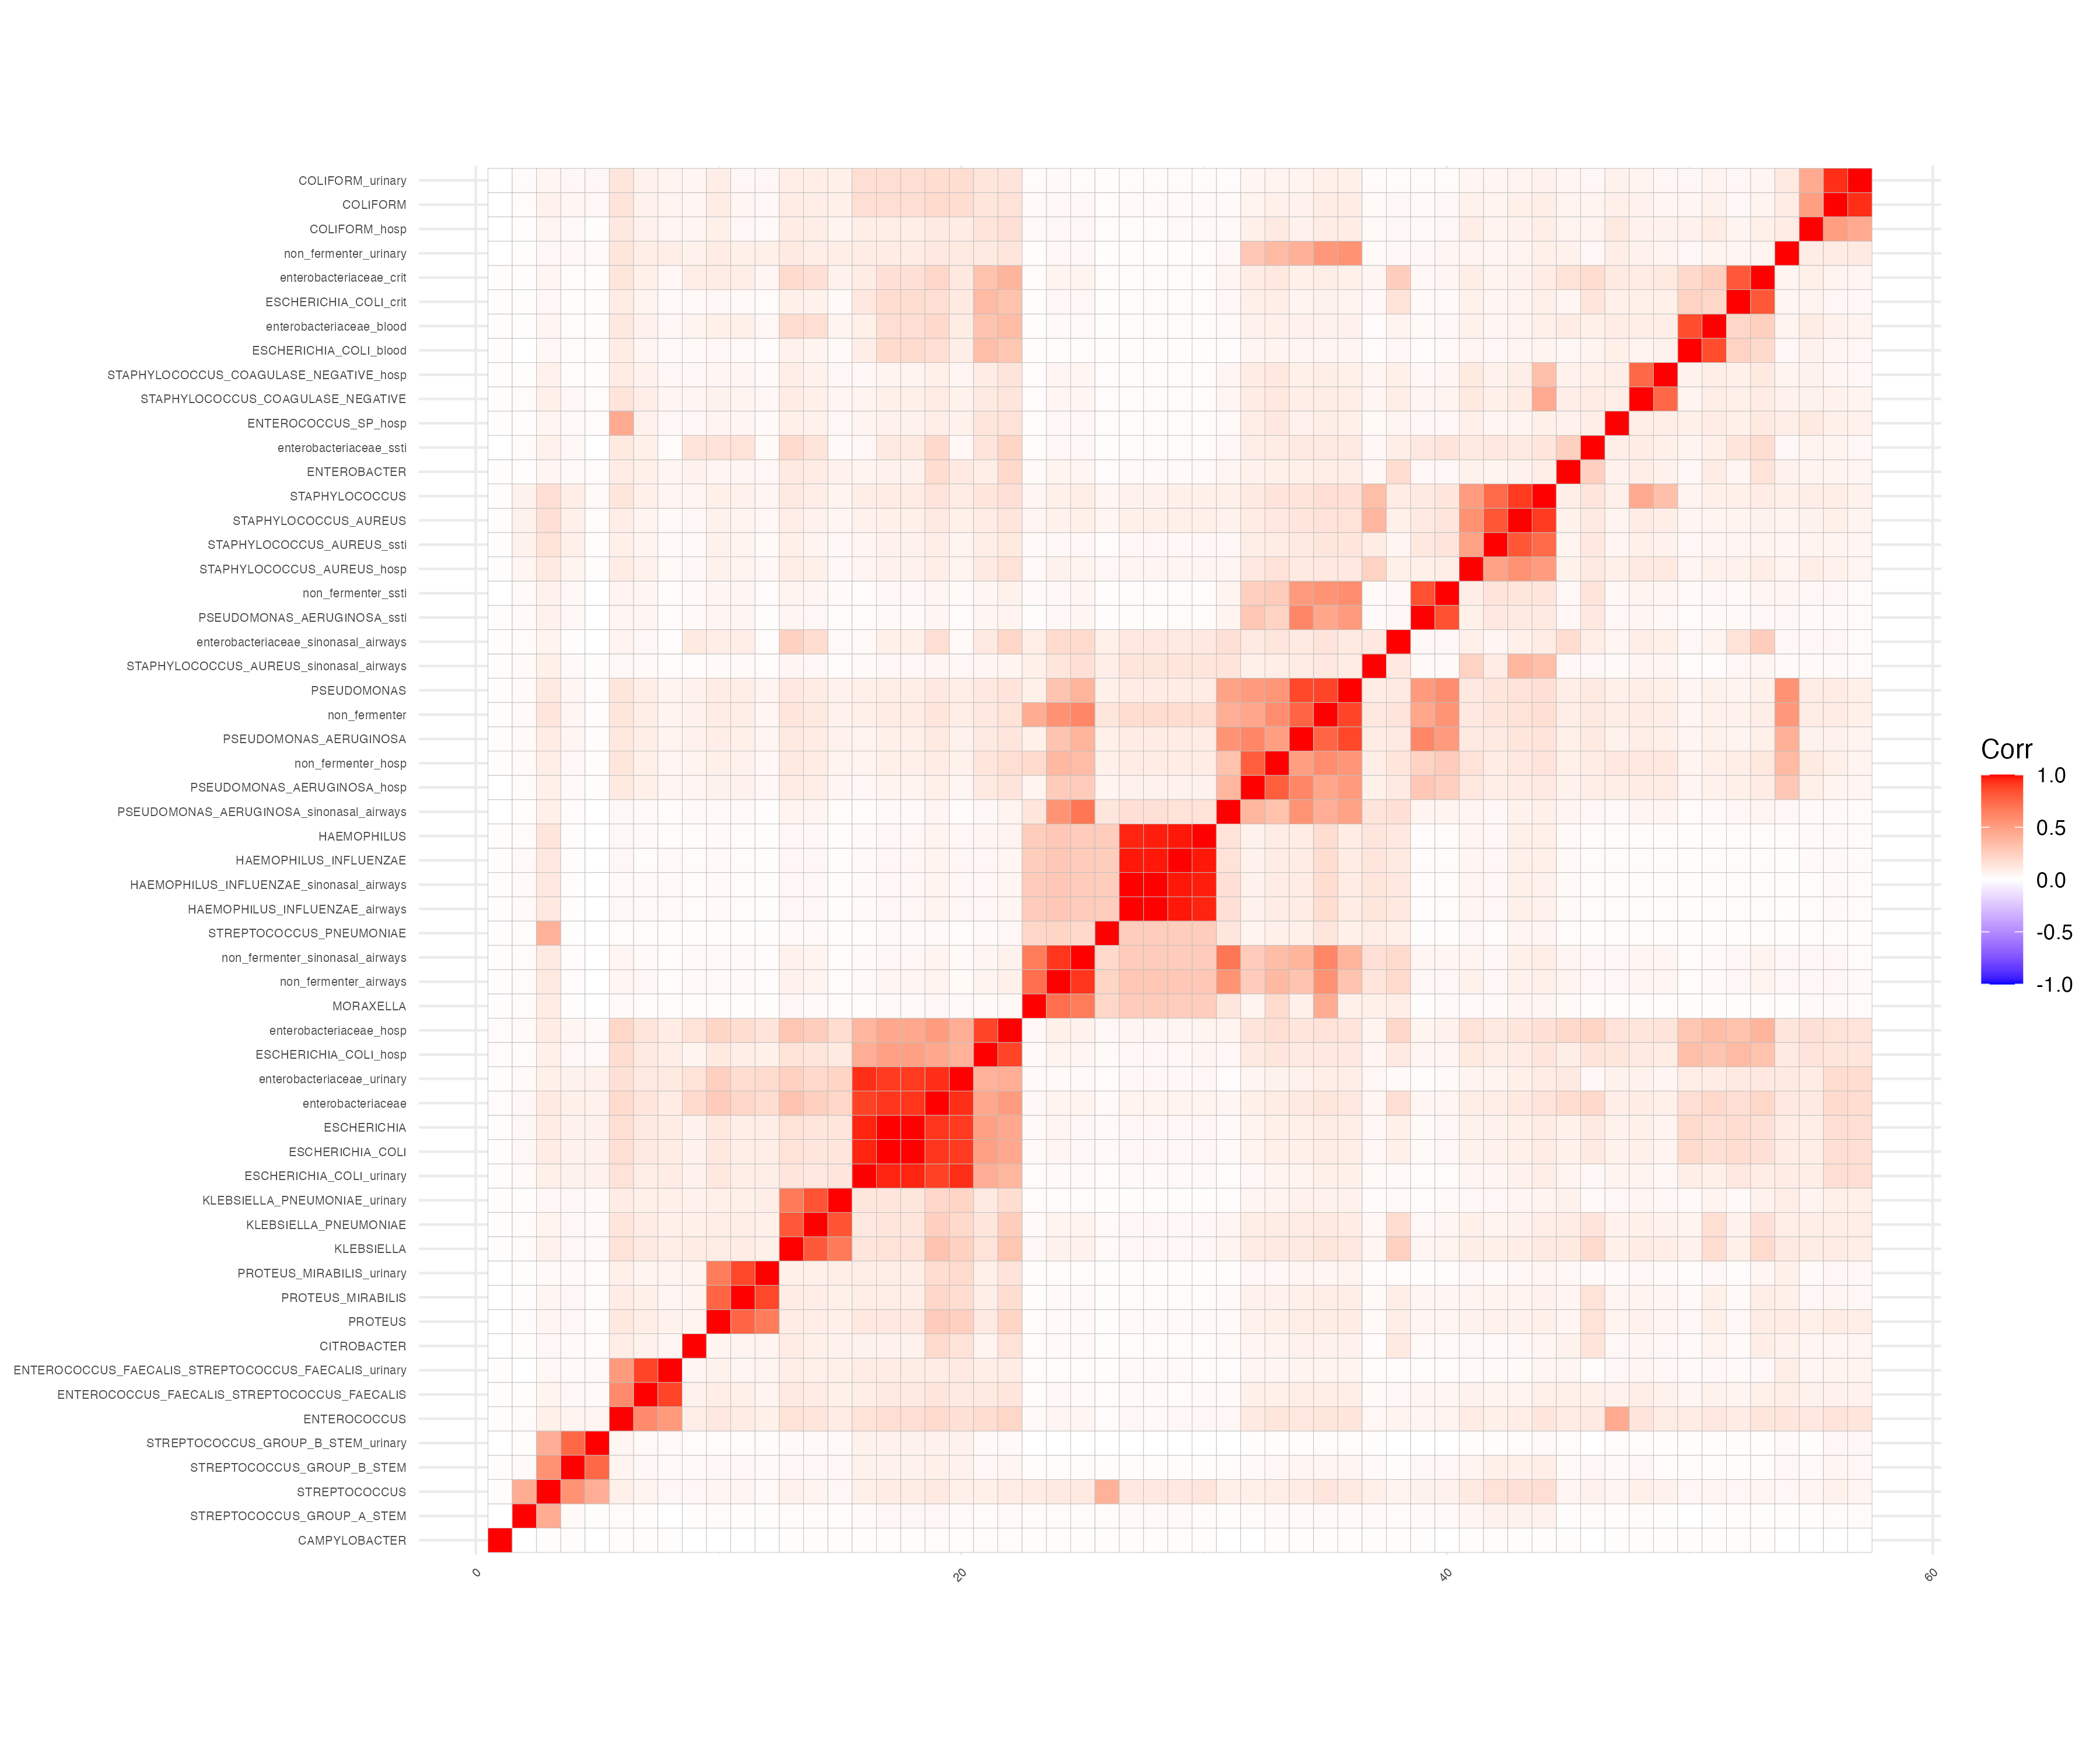 COLIFORM_urinary
COLIFORM
COLIFORM_hosp
non_fermenter_urinary
enterobacteriaceae_crit
ESCHERICHIA_COLI_crit
enterobacteriaceae_blood
ESCHERICHIA_COLI_blood
STAPHYLOCOCCUS_COAGULASE_NEGATIVE_hosp
STAPHYLOCOCCUS_COAGULASE_NEGATIVE
ENTEROCOCCUS_SP_hosp
enterobacteriaceae_ssti
ENTEROBACTER
STAPHYLOCOCCUS
STAPHYLOCOCCUS_AUREUS
STAPHYLOCOCCUS_AUREUS_ssti
STAPHYLOCOCCUS_AUREUS_hosp
non_fermenter_ssti
PSEUDOMONAS_AERUGINOSA_ssti
enterobacteriaceae_sinonasal_airways
STAPHYLOCOCCUS_AUREUS_sinonasal_airways
PSEUDOMONAS
non_fermenter
PSEUDOMONAS_AERUGINOSA
non_fermenter_hosp
PSEUDOMONAS_AERUGINOSA_hosp
PSEUDOMONAS_AERUGINOSA_sinonasal_airways
HAEMOPHILUS
HAEMOPHILUS_INFLUENZAE
HAEMOPHILUS_INFLUENZAE_sinonasal_airways
HAEMOPHILUS_INFLUENZAE_airways
STREPTOCOCCUS_PNEUMONIAE
non_fermenter_sinonasal_airways
non_fermenter_airways
MORAXELLA
enterobacteriaceae_hosp
ESCHERICHIA_COLI_hosp
enterobacteriaceae_urinary
enterobacteriaceae
ESCHERICHIA
ESCHERICHIA_COLI
ESCHERICHIA_COLI_urinary
KLEBSIELLA_PNEUMONIAE_urinary
KLEBSIELLA_PNEUMONIAE
KLEBSIELLA
PROTEUS_MIRABILIS_urinary
PROTEUS_MIRABILIS
PROTEUS
CITROBACTER
ENTEROCOCCUS_FAECALIS_STREPTOCOCCUS_FAECALIS_urinary
ENTEROCOCCUS_FAECALIS_STREPTOCOCCUS_FAECALIS
ENTEROCOCCUS
STREPTOCOCCUS_GROUP_B_STEM_urinary
STREPTOCOCCUS_GROUP_B_STEM
STREPTOCOCCUS
STREPTOCOCCUS_GROUP_A_STEM
CAMPYLOBACTER
0 20 40 60
Corr
1.0
0.5
0.0
-0.5
-1.0